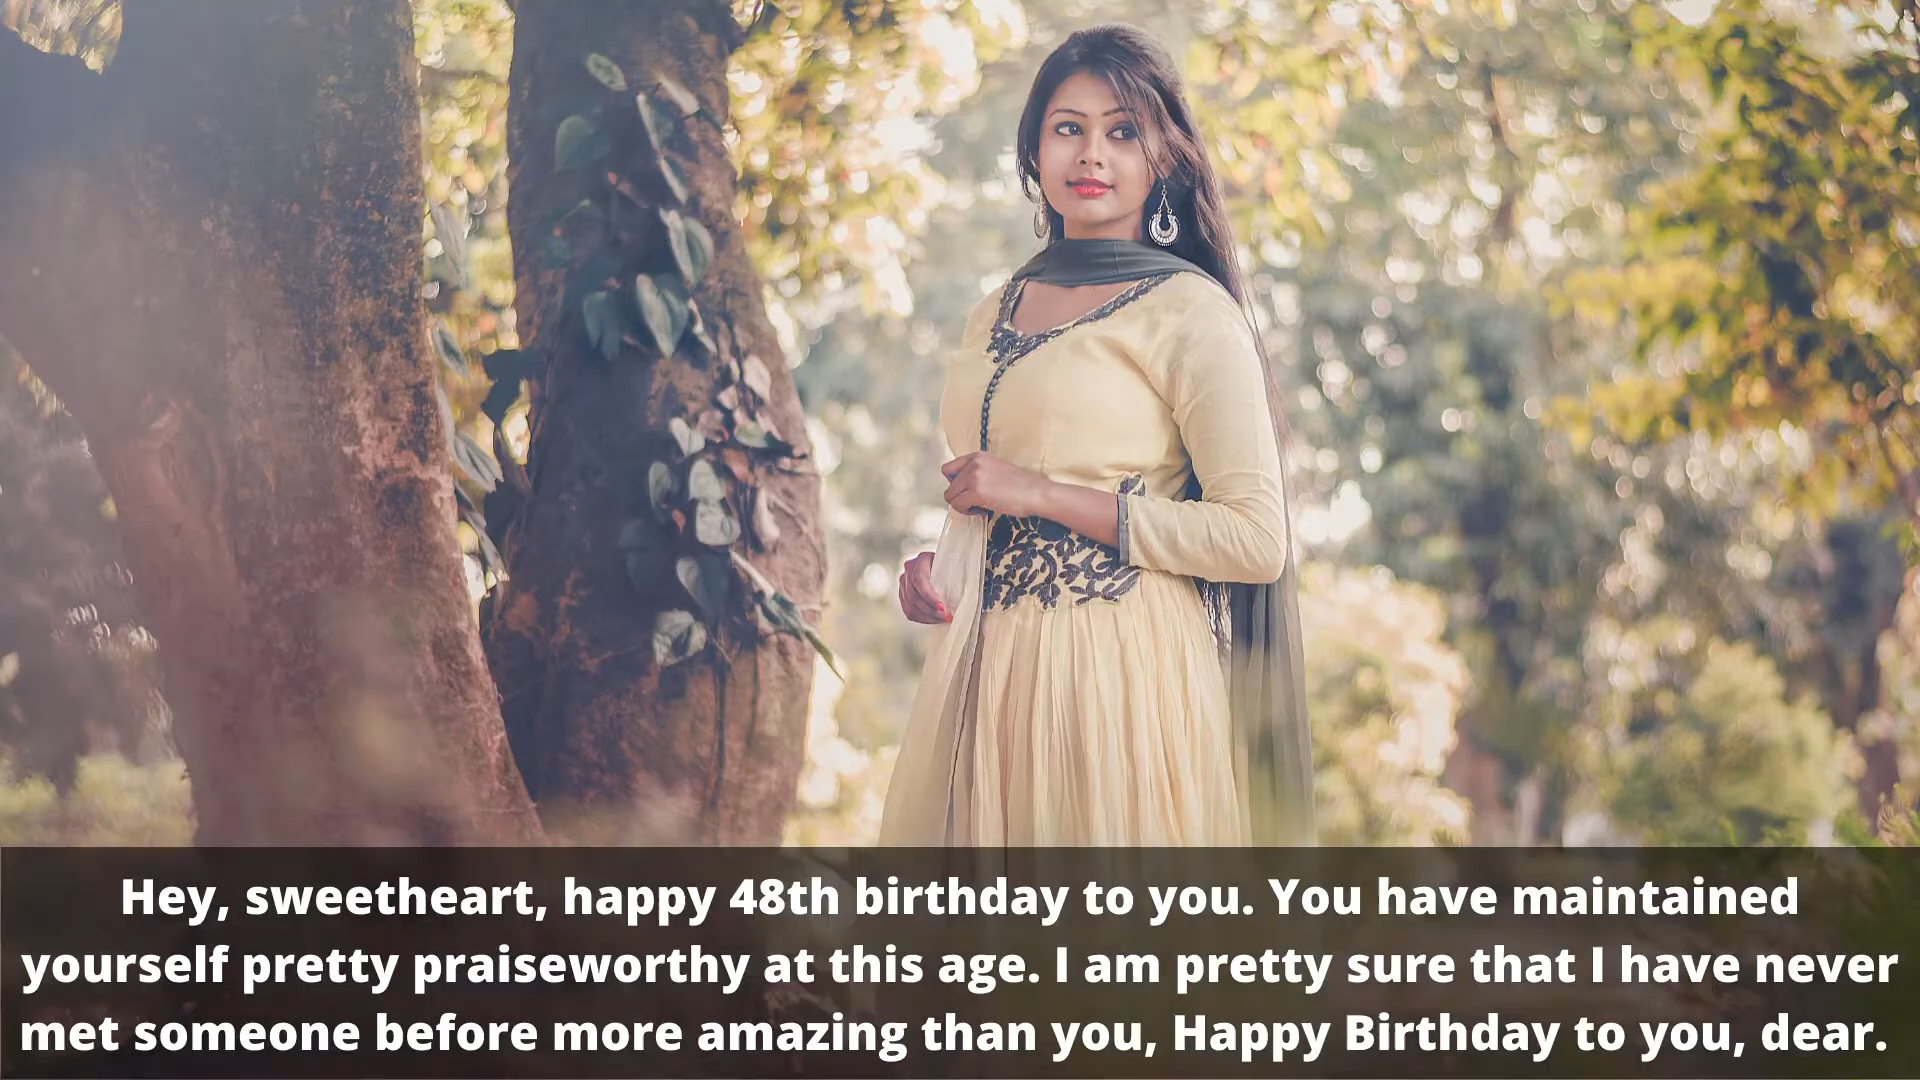 Hey, sweetheart, happy 48th birthday to you. You have maintained
yourself pretty praiseworthy at this age. I am pretty sure that I have never
met someone before more amazing than you, Happy Birthday to you, dear.